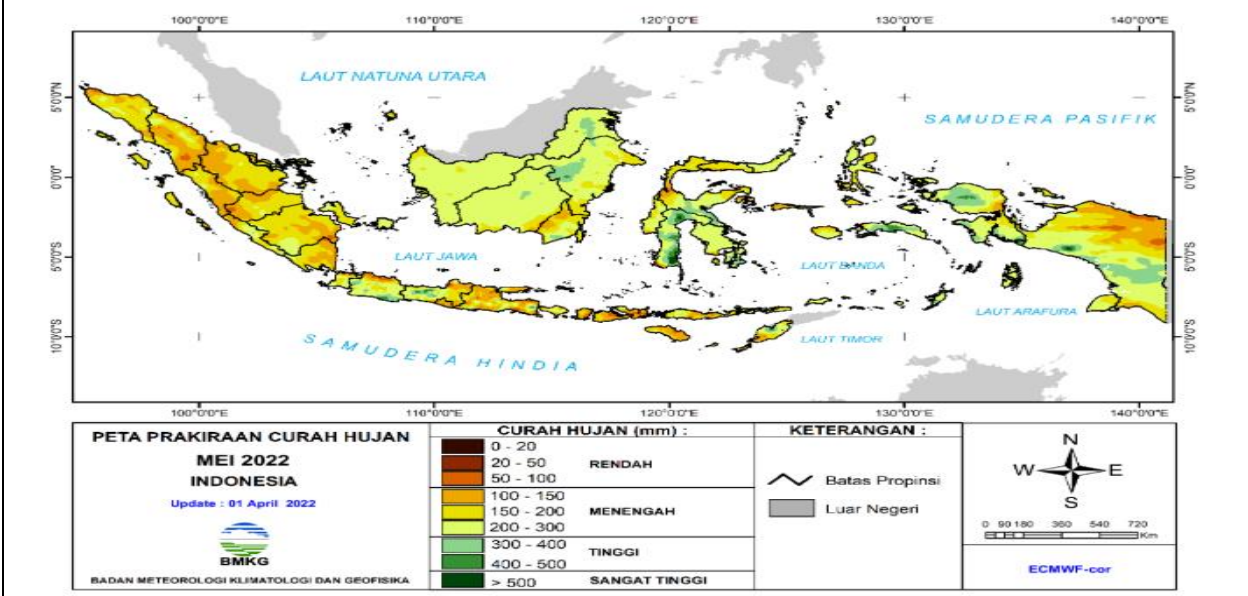 100°0'0"E 110°0'0"E 120°0'0"E 130°0'0"E 140°0'0"E
LAUT NATUNA UTARA
5°0'0"N 5°0'0"N
SAMUDERA PASIFIK
0°0'0" 0°0'0"
LAUT JAWA
LAUT BANDA
5°0'0"S 5°0'0"S
LAUT ARAFURA
SAMUDERA HINDIA
LAUT TIMOR
10°0'0"S 10°0'0"S
100°0'0"E 110°0'0"E 120°0'0"E 130°0'0"E 140°0'0"E
PETA PRAKIRAAN CURAH HUJAN
MEI 2022
INDONESIA
Update : 01 April 2022
BMKG
BADAN METEOROLOGI KLIMATOLOGI DAN GEOFISIKA
CURAH HUJAN (mm) :
0 - 20
20 - 50 RENDAH
50 - 100
100 - 150
150 - 200 MENENGAH
200 - 300
300 - 400
TINGGI
400 - 500
> 500 SANGAT TINGGI
KETERANGAN :
Batas Propinsi
Luar Negeri
N
W E
S
0 90 180 360 540 720
Km
ECMWF-cor